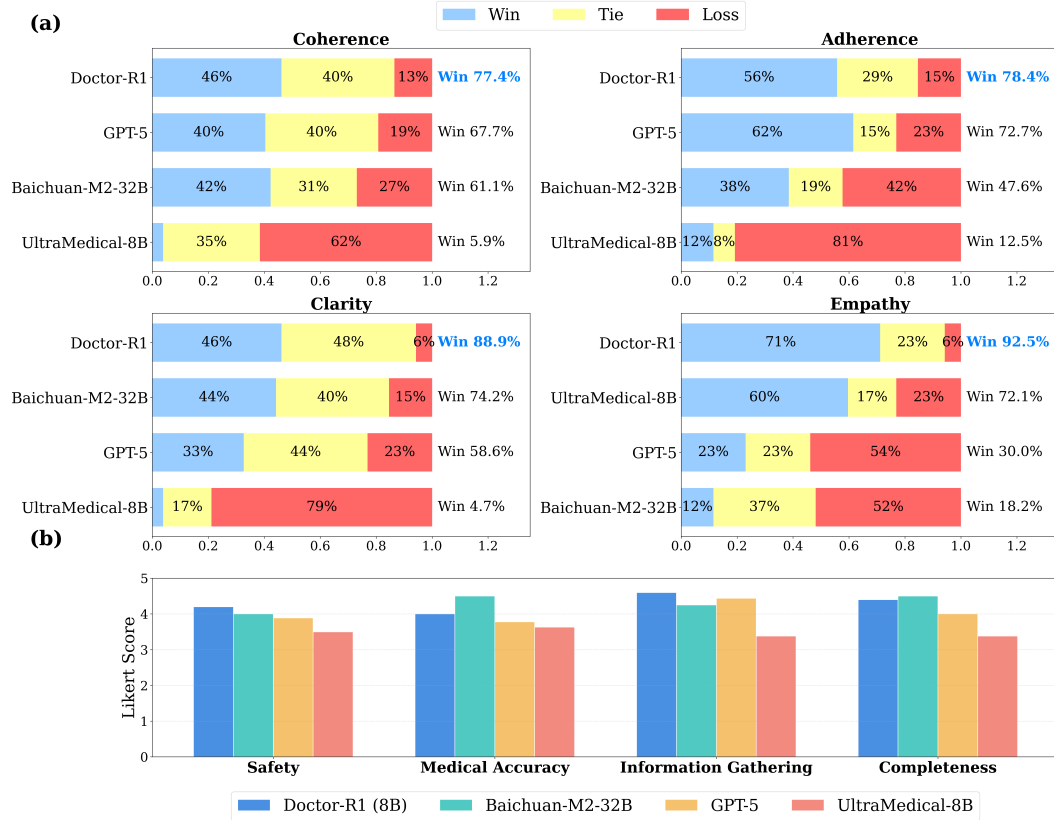 Win Tie Loss
(a)
Coherence
Doctor-R1 46% 40% 13% Win 77.4%
GPT-5 40% 40% 19% Win 67.7%
Baichuan-M2-32B 42% 31% 27% Win 61.1%
UltraMedical-8B 35% 62% Win 5.9%
0.0 0.2 0.4 0.6 0.8 1.0 1.2
Adherence
Doctor-R1 56% 29% 15% Win 78.4%
GPT-5 62% 15% 23% Win 72.7%
Baichuan-M2-32B 38% 19% 42% Win 47.6%
UltraMedical-8B 12% 8% 81% Win 12.5%
0.0 0.2 0.4 0.6 0.8 1.0 1.2
Clarity
Doctor-R1 46% 48% 6% Win 88.9%
Baichuan-M2-32B 44% 40% 15% Win 74.2%
GPT-5 33% 44% 23% Win 58.6%
UltraMedical-8B 17% 79% Win 4.7%
0.0 0.2 0.4 0.6 0.8 1.0 1.2
Empathy
Doctor-R1 71% 23% 6% Win 92.5%
UltraMedical-8B 60% 17% 23% Win 72.1%
GPT-5 23% 23% 54% Win 30.0%
Baichuan-M2-32B 12% 37% 52% Win 18.2%
0.0 0.2 0.4 0.6 0.8 1.0 1.2
(b)
Likert Score
5
4
3
2
1
0
Safety Medical Accuracy Information Gathering Completeness
Doctor-R1 (8B) Baichuan-M2-32B GPT-5 UltraMedical-8B